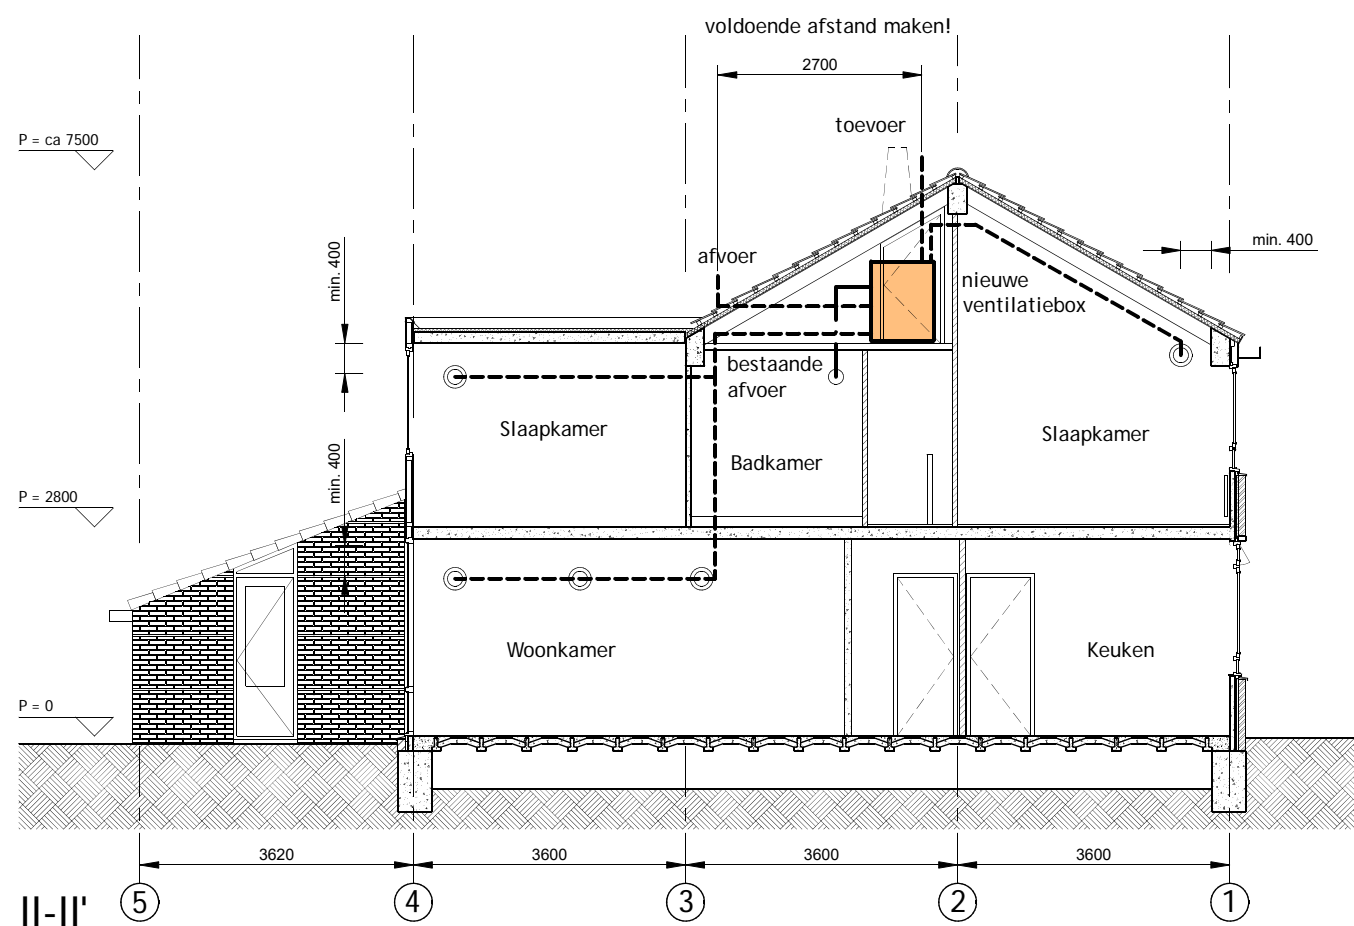 voldoende afstand maken!
2700
toevoer
P = ca 7500
min. 400
min. 400
afvoer
nieuwe
ventilatiebox
bestaande
afvoer
Slaapkamer
Slaapkamer
Badkamer
min. 400
P = 2800
Woonkamer
Keuken
P = 0
3620
3600
3600
3600
II-II'
5
4
3
2
1